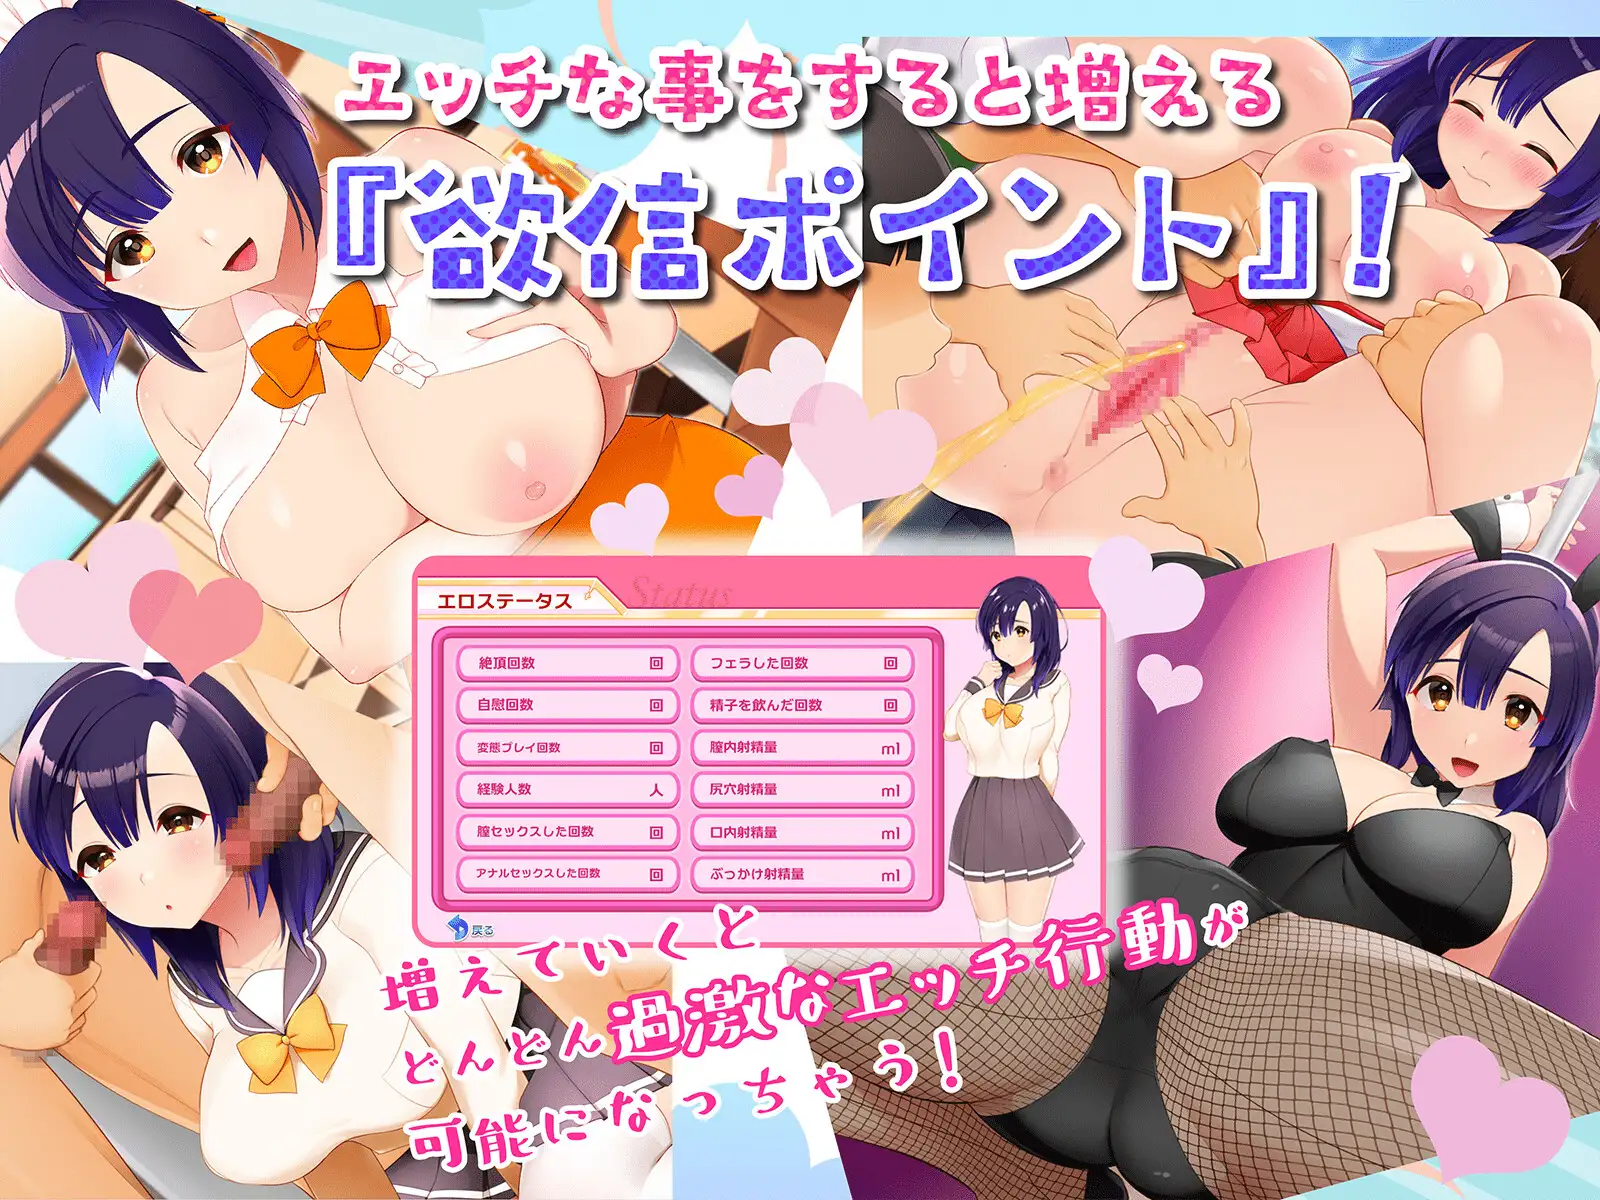 エッチな事をすると増える
『欲信ポイント』!
エロステータス
Status
絶頂回数 回
フェラした回数 回
自慰回数 回
精子を飲んだ回数 回
変態プレイ回数 回
膣内射精量 ml
経験人数 人
尻穴射精量 ml
膣セックスした回数 回
口内射精量 ml
アナルセックスした回数 回
ぶっかけ射精量 ml
戻る
増えていくと
どんどん過激なエッチ行動が
可能になっちゃう!